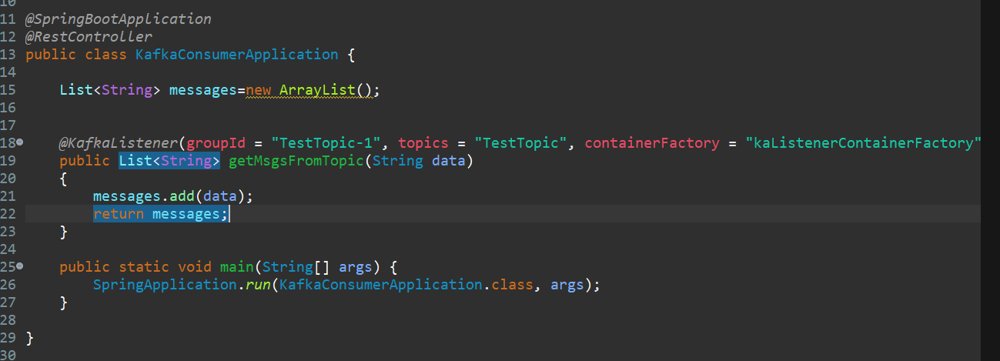 10
11 @SpringBootApplication
12 @RestController
13 public class KafkaConsumerApplication {
14
15     List<String> messages=new ArrayList();
16
17
18     @KafkaListener(groupId = "TestTopic-1", topics = "TestTopic", containerFactory = "kaListenerContainerFactory"
19     public List<String> getMsgsFromTopic(String data)
20     {
21         messages.add(data);
22         return messages;
23     }
24
25     public static void main(String[] args) {
26         SpringApplication.run(KafkaConsumerApplication.class, args);
27     }
28
29 }
30